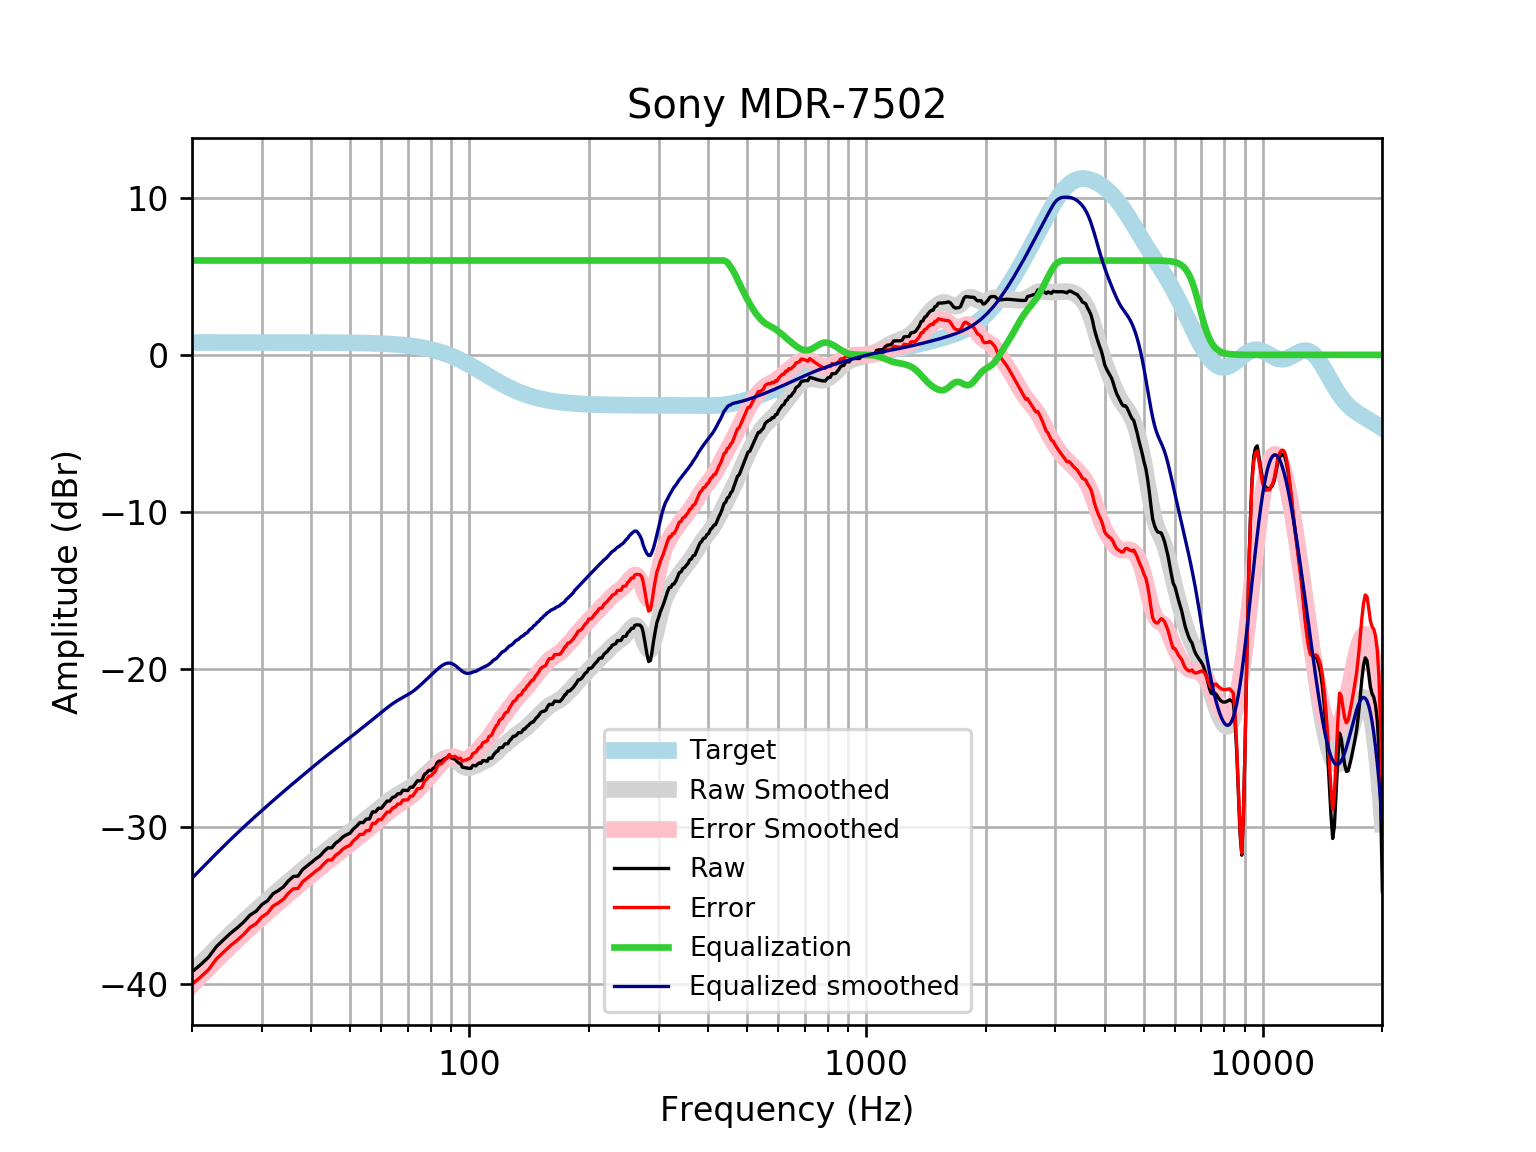 Sony MDR-7502
Amplitude (dBr)
10
0
−10
−20
−30
−40
Target
Raw Smoothed
Error Smoothed
Raw
Error
Equalization
Equalized smoothed
100 1000 10000
Frequency (Hz)